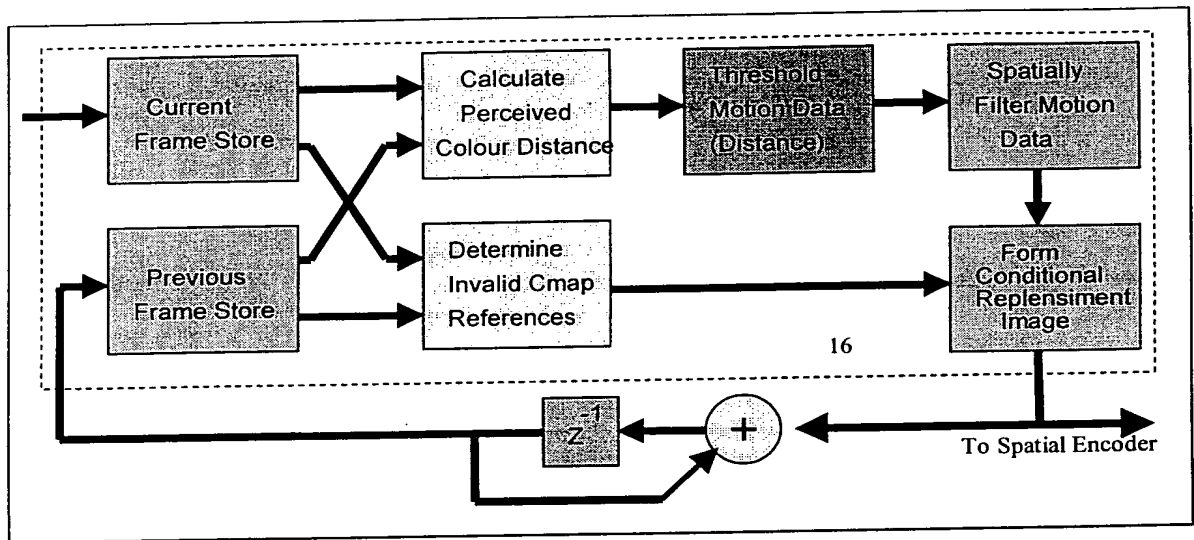 Current
Frame Store
Calculate
Perceived
Colour Distance
Threshold
Motion Data
(Distance)
Spatially
Filter Motion
Data
Previous
Frame Store
Determine
Invalid Cmap
References
Form
Conditional
Replensiment
Image
16
z-1
+
To Spatial Encoder